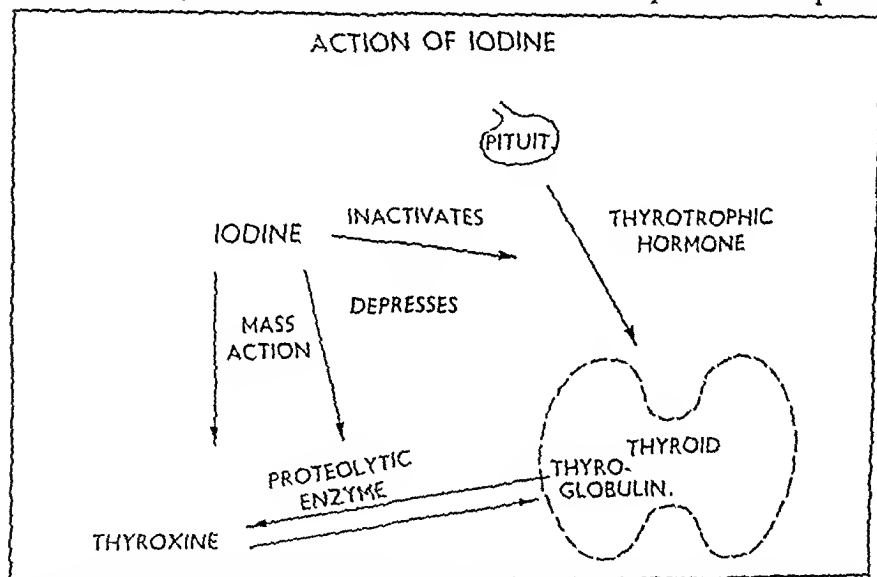 ACTION OF IODINE
PITUIT.
INACTIVATES
IODINE
THYROTROPHIC
HORMONE
DEPRESSES
MASS
ACTION
THYROID
THYRO-
GLOBULIN.
PROTEOLYTIC
ENZYME
THYROXINE